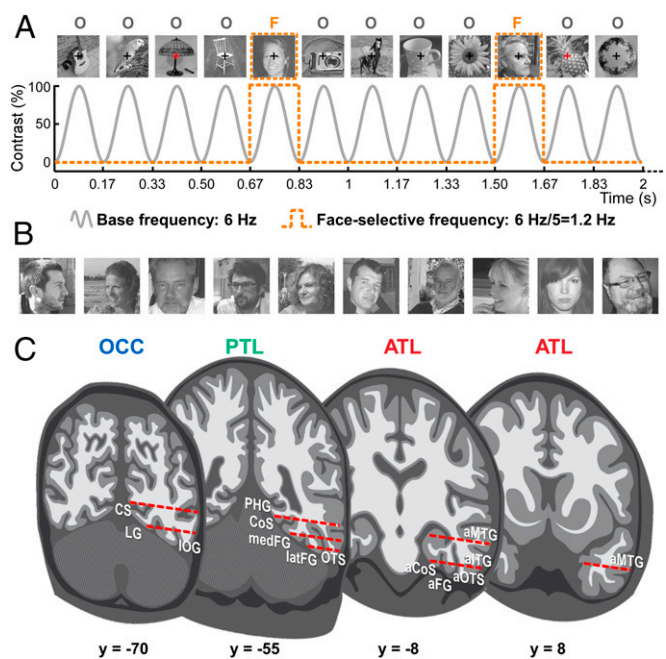 A
O O O O F O O O O F O O
100
50
0
Contrast (%)
0 0.17 0.33 0.50 0.67 0.83 1 1.17 1.33 1.50 1.67 1.83 2
Time (s)
Base frequency: 6 Hz Face-selective frequency: 6 Hz/5=1.2 Hz
B
C
OCC PTL ATL ATL
CS PHG aMTG
LG CoS aITG aMTG
IOG medFG aCoS aOTS
latFG OTS aFG
y = -70 y = -55 y = -8 y = 8